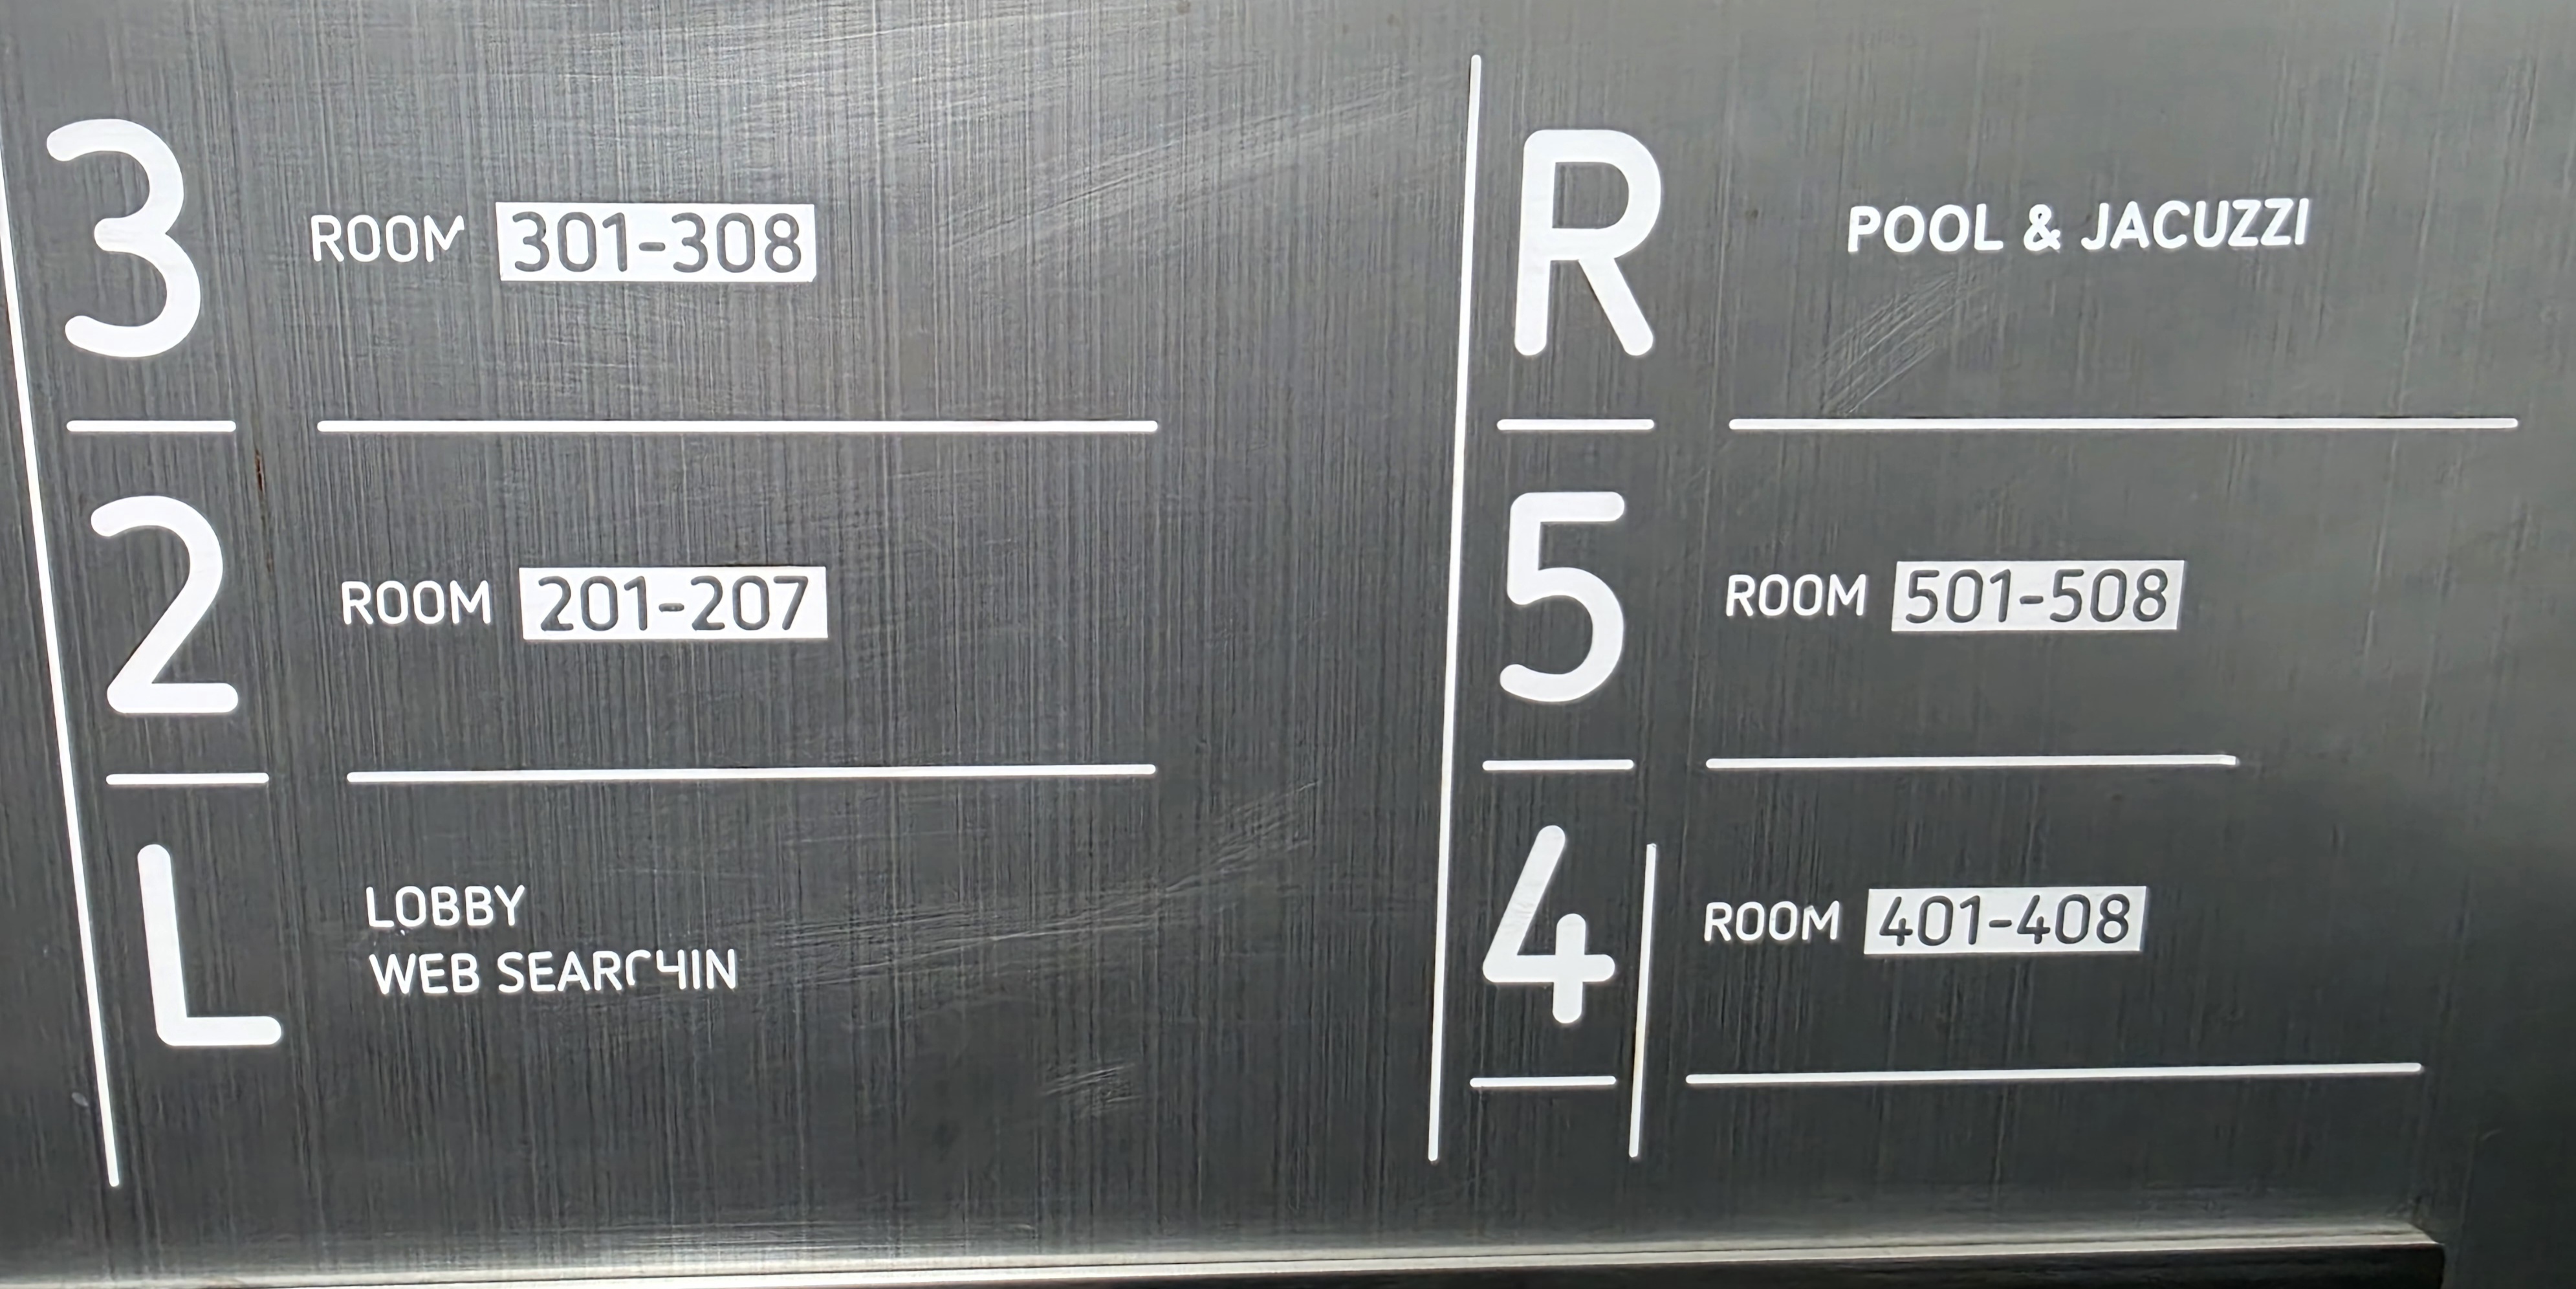 3
ROOM 301-308
2
ROOM 201-207
L
LOBBY
WEB SEARCHIN
R
POOL & JACUZZI
5
ROOM 501-508
4
ROOM 401-408